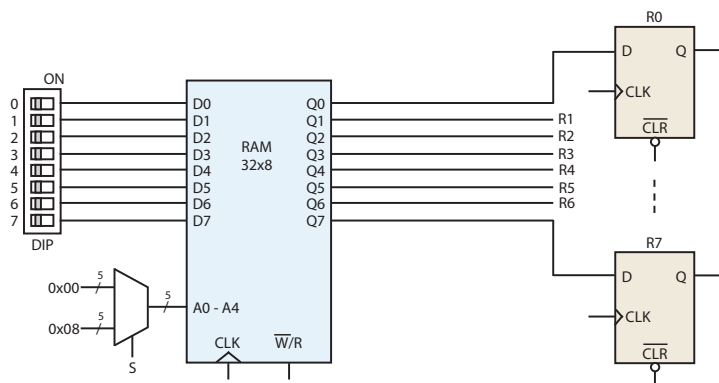 R0
D Q
CLK
C̅L̅R̅
ON
0
1
2
3
4
5
6
7
DIP
D0 Q0
D1 Q1
D2 Q2
D3 Q3
D4 Q4
D5 Q5
D6 Q6
D7 Q7
RAM
32x8
R1
R2
R3
R4
R5
R6
0x00 5
0x08 5
S
5
A0 - A4
CLK W̅/R
R7
D Q
CLK
C̅L̅R̅